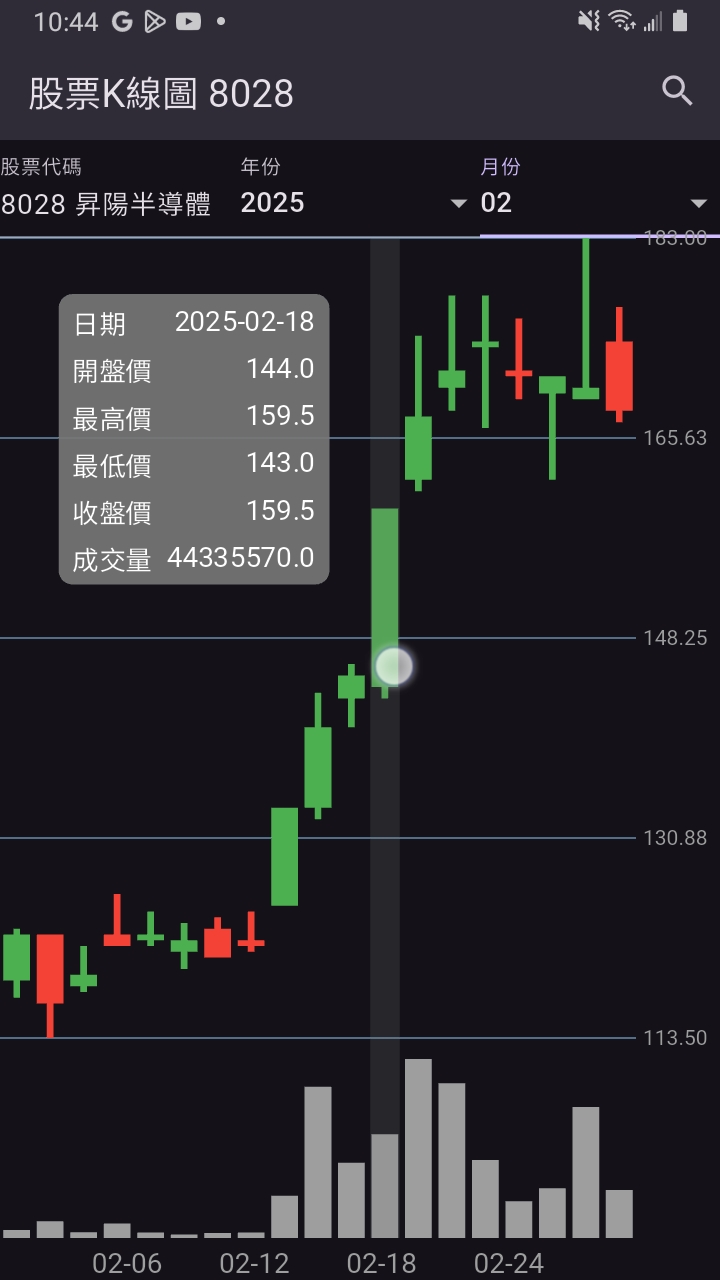 10:44
股票K線圖 8028
股票代碼 年份 月份
8028 昇陽半導體 2025 02
183.00
日期 2025-02-18
開盤價 144.0
最高價 159.5
最低價 143.0
收盤價 159.5
成交量 44335570.0
165.63
148.25
130.88
113.50
02-06 02-12 02-18 02-24